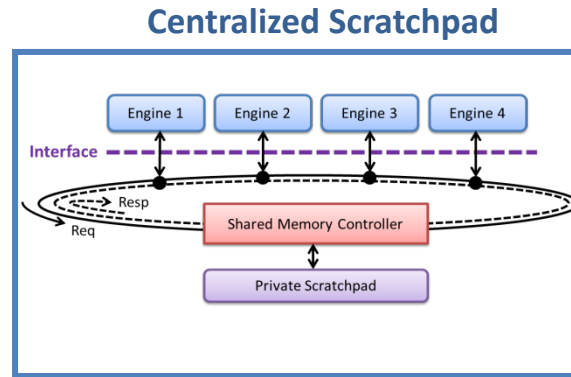 Centralized Scratchpad
Engine 1
Engine 2
Engine 3
Engine 4
Interface
Resp
Req
Shared Memory Controller
Private Scratchpad